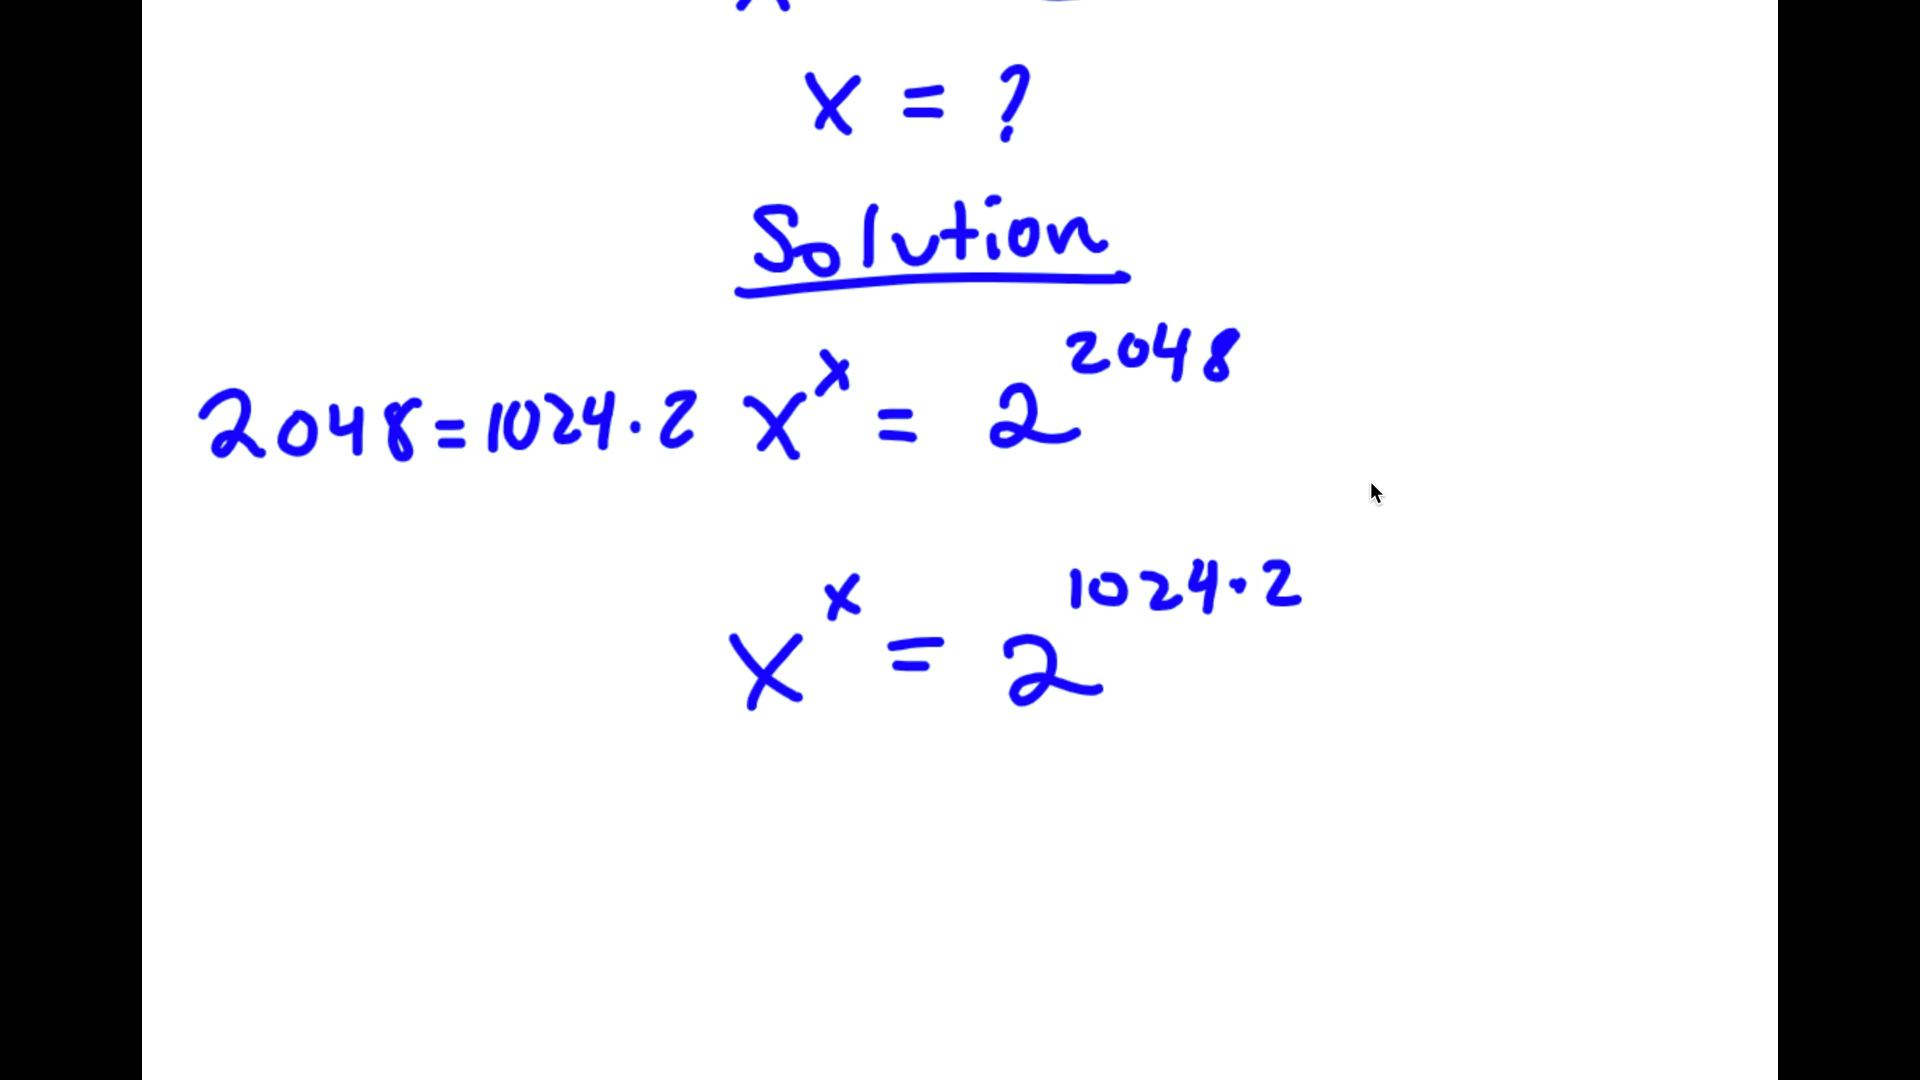 x = ?
Solution
2048=1024·2 x^x = 2^2048
x^x = 2^1024·2